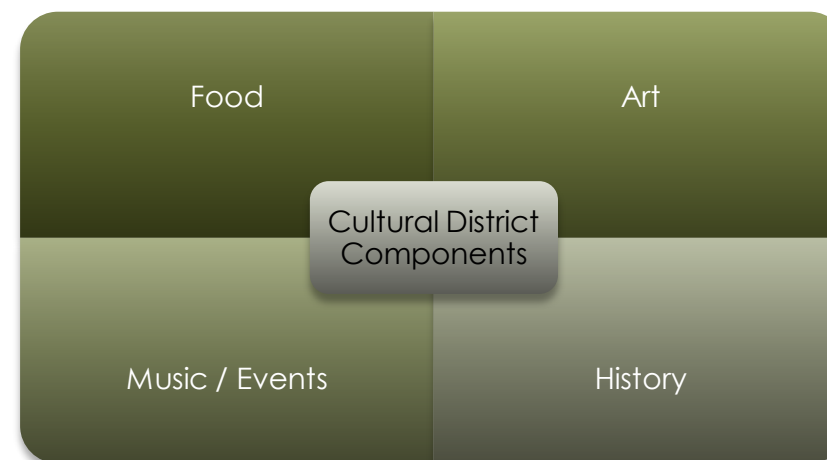 Food
Art
Cultural District
Components
Music / Events
History